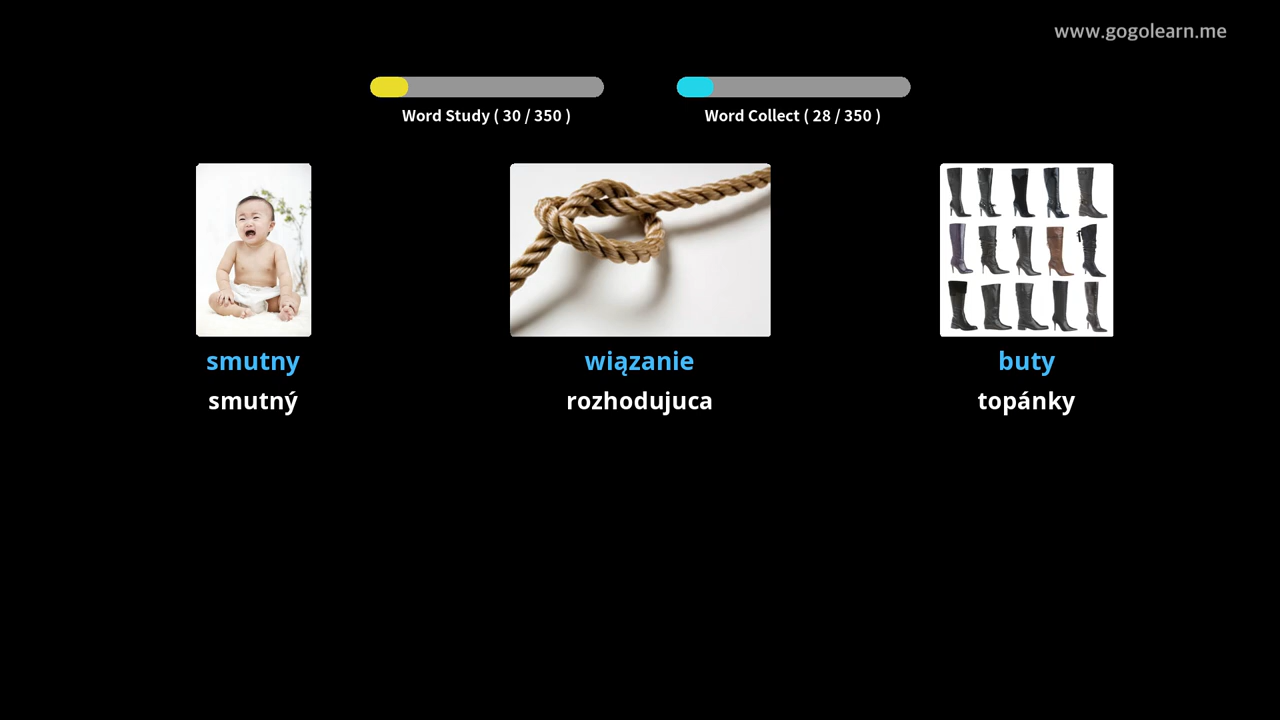 www.gogolearn.me
Word Study ( 30 / 350 )
Word Collect ( 28 / 350 )
smutny
wiązanie
buty
smutný
rozhodujuca
topánky